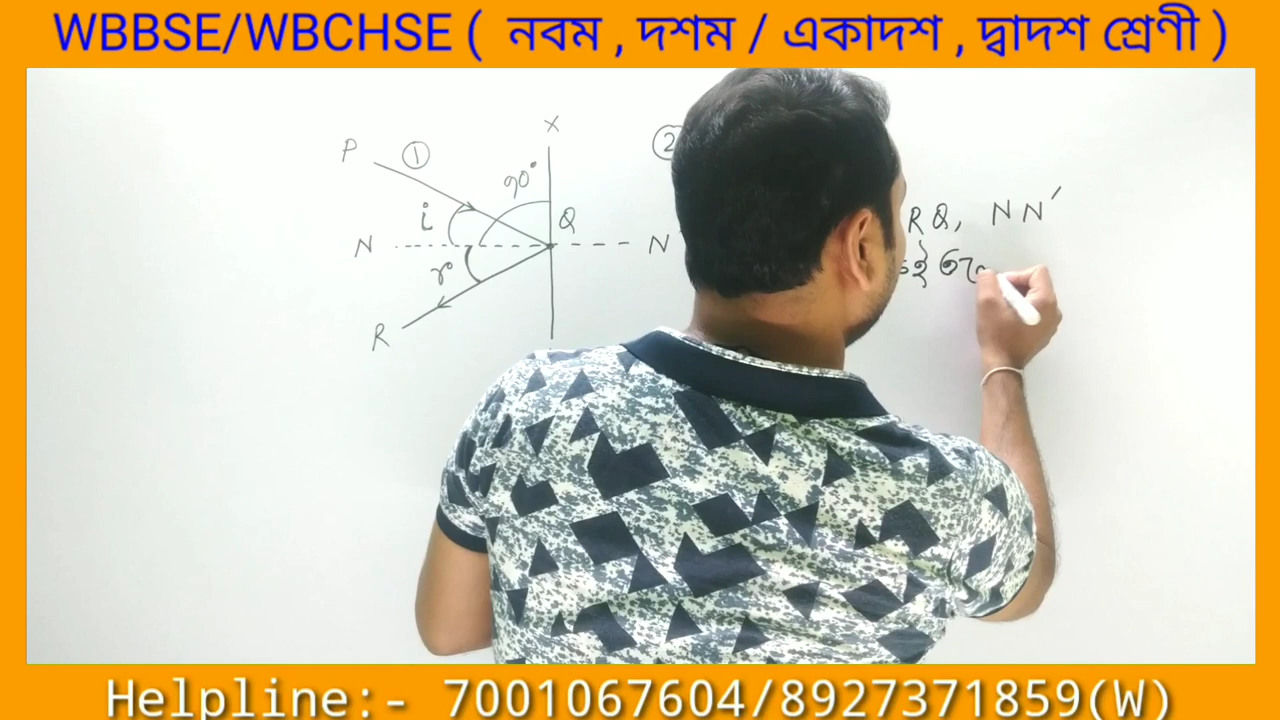 WBBSE/WBCHSE ( নবম , দশম / একাদশ , দ্বাদশ শ্রেণী )
X
P ① 90° ②
i Q RQ, NN′
N N
r
R
Helpline:- 7001067604/8927371859(W)